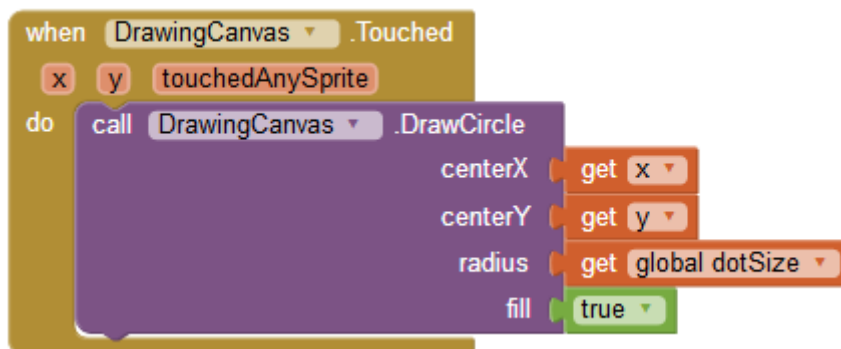 when DrawingCanvas .Touched
x y touchedAnySprite
do call DrawingCanvas .DrawCircle
centerX get x
centerY get y
radius get global dotSize
fill true